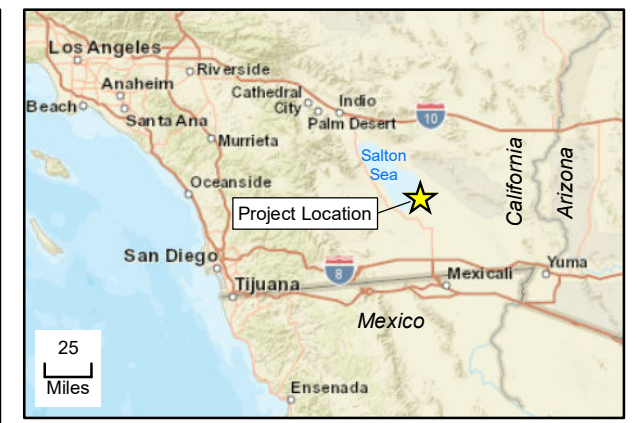 Los Angeles
Riverside
Anaheim
Cathedral
City
Indio
Beach
Santa Ana
Palm Desert
10
Murrieta
Salton
Sea
California
Arizona
Oceanside
Project Location
San Diego
8
Yuma
Mexicali
Tijuana
Mexico
25
Miles
Ensenada